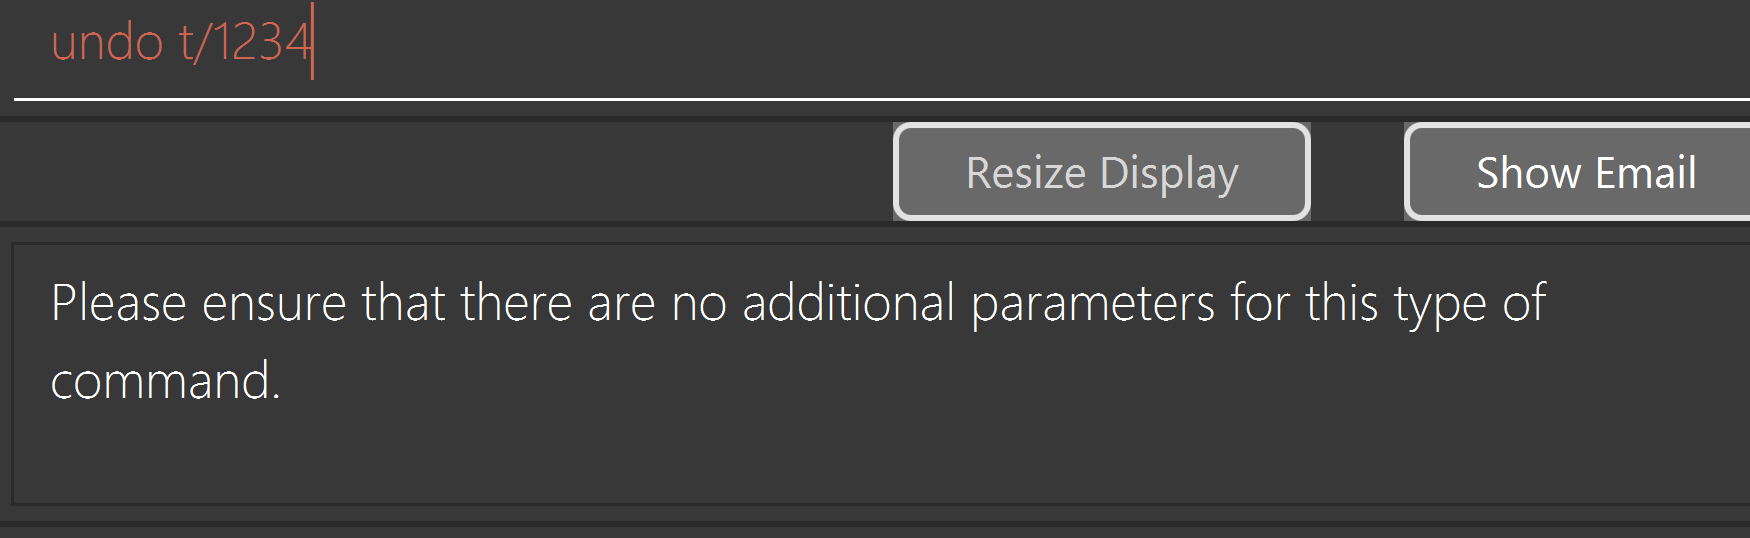 undo t/1234
Resize Display
Show Email
Please ensure that there are no additional parameters for this type of
command.